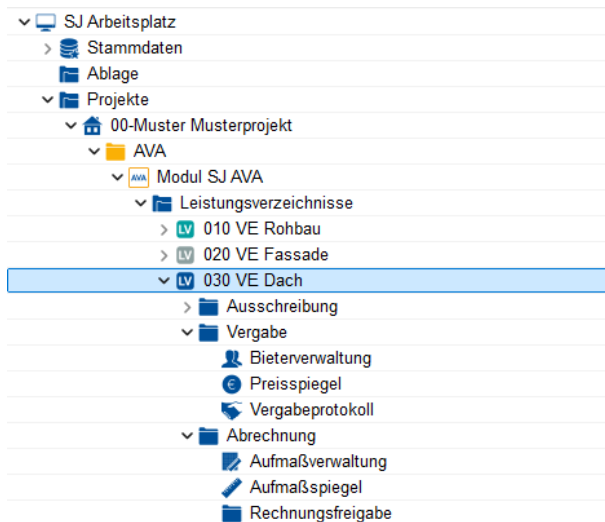 SJ Arbeitsplatz
Stammdaten
Ablage
Projekte
00-Muster Musterprojekt
AVA
AVA Modul SJ AVA
Leistungsverzeichnisse
LV 010 VE Rohbau
LV 020 VE Fassade
LV 030 VE Dach
Ausschreibung
Vergabe
Bieterverwaltung
€ Preisspiegel
Vergabeprotokoll
Abrechnung
Aufmaßverwaltung
Aufmaßspiegel
Rechnungsfreigabe